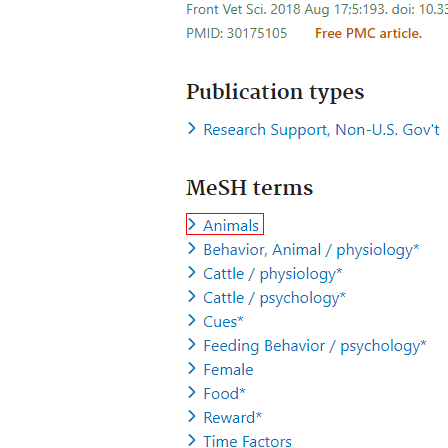 Front Vet Sci. 2018 Aug 17;5:193. doi: 10.33
PMID: 30175105 Free PMC article.
Publication types
Research Support, Non-U.S. Gov't
MeSH terms
Animals
Behavior, Animal / physiology*
Cattle / physiology*
Cattle / psychology*
Cues*
Feeding Behavior / psychology*
Female
Food*
Reward*
Time Factors